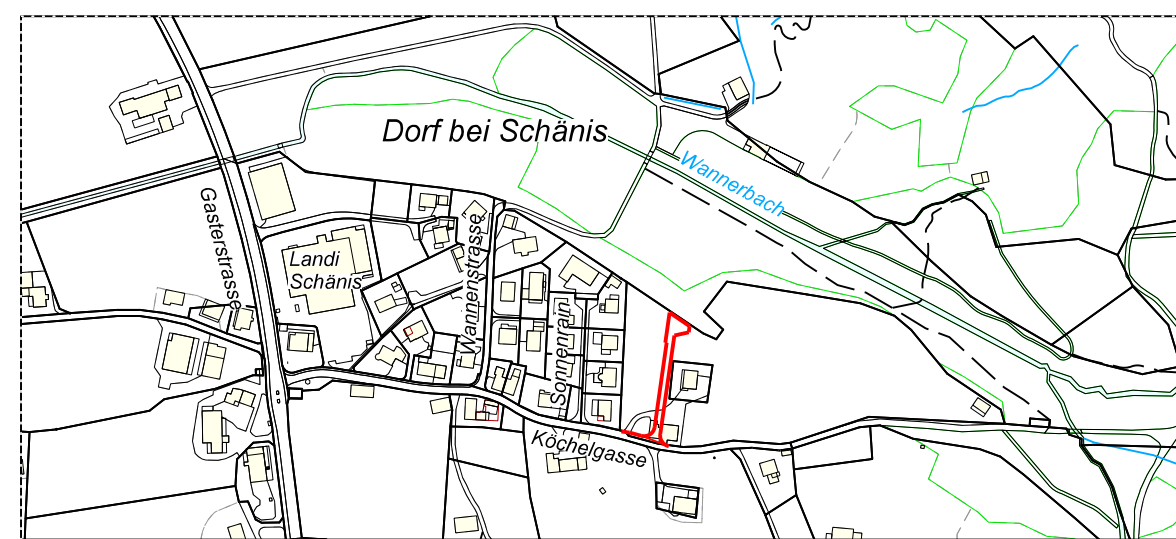 Dorf bei Schänis
Wannerbach
Gasterstrasse
Landi
Schänis
Wannenstrasse
Sonnenrain
Köchelgasse